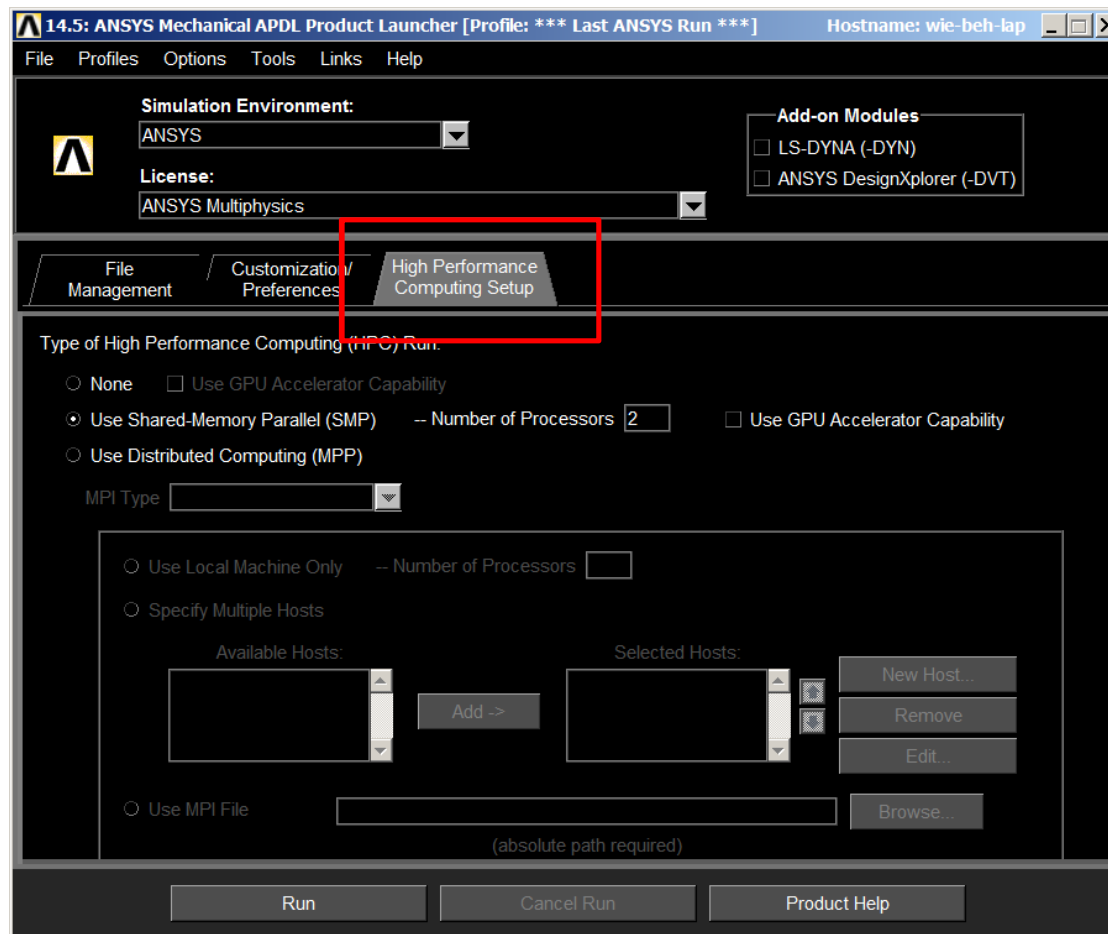 14.5: ANSYS Mechanical APDL Product Launcher [Profile: *** Last ANSYS Run ***] Hostname: wie-beh-lap
File Profiles Options Tools Links Help
Simulation Environment:
ANSYS
License:
ANSYS Multiphysics
Add-on Modules
LS-DYNA (-DYN)
ANSYS DesignXplorer (-DVT)
File
Management
Customization/
Preferences
High Performance
Computing Setup
Type of High Performance Computing (HPC) Run:
None Use GPU Accelerator Capability
Use Shared-Memory Parallel (SMP) -- Number of Processors 2 Use GPU Accelerator Capability
Use Distributed Computing (MPP)
MPI Type
Use Local Machine Only -- Number of Processors
Specify Multiple Hosts
Available Hosts: Selected Hosts:
Add ->
New Host...
Remove
Edit...
Use MPI File Browse...
(absolute path required)
Run Cancel Run Product Help